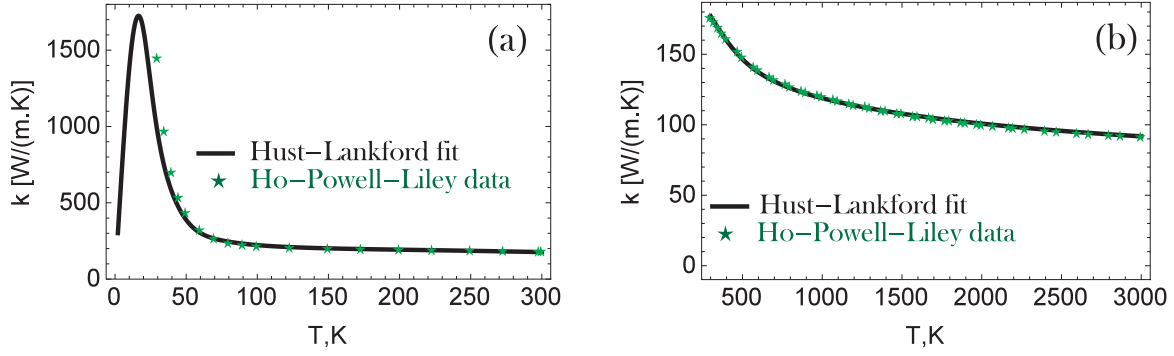 (a)
k [W/(m.K)]
1500
1000
500
0
Hust–Lankford fit
Ho–Powell–Liley data
0 50 100 150 200 250 300
T,K
(b)
k [W/(m.K)]
150
100
50
0
Hust–Lankford fit
Ho–Powell–Liley data
500 1000 1500 2000 2500 3000
T,K